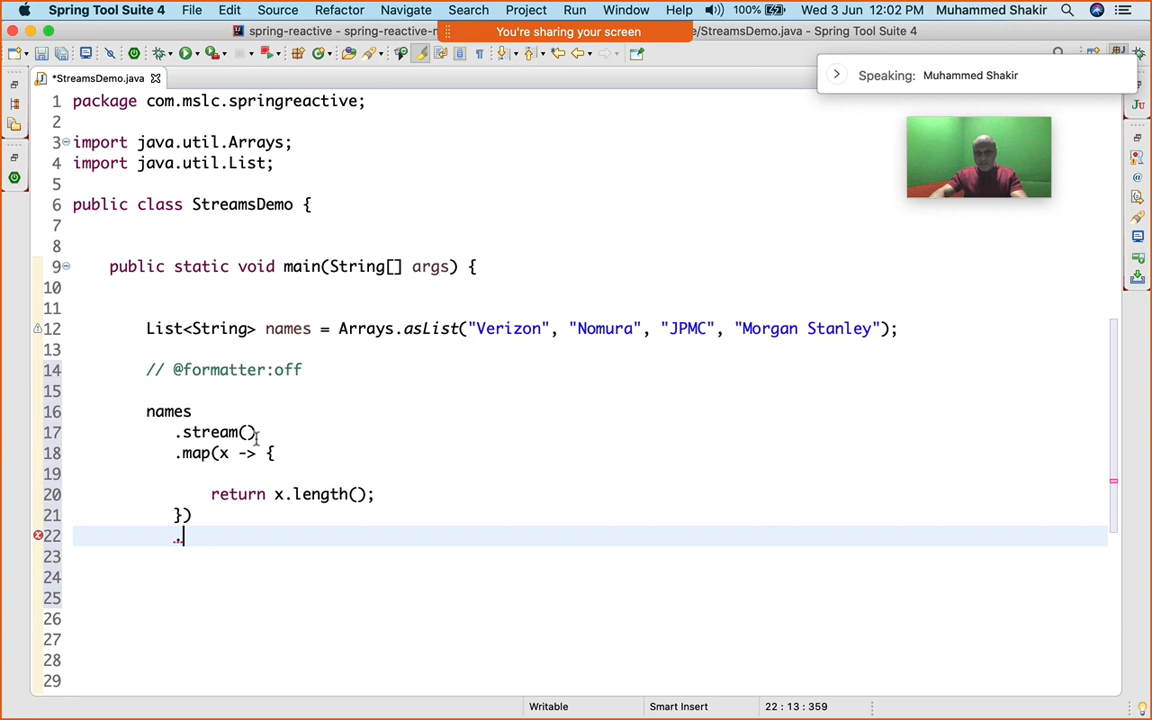 Spring Tool Suite 4 File Edit Source Refactor Navigate Search Project Run Window Help 100% Wed 3 Jun 12:02 PM Muhammed Shakir
spring-reactive - spring-reactive-r
You're sharing your screen
e/StreamsDemo.java - Spring Tool Suite 4
Speaking: Muhammed Shakir
*StreamsDemo.java
1 package com.mslc.springreactive;
2
3 import java.util.Arrays;
4 import java.util.List;
5
6 public class StreamsDemo {
7
8
9 public static void main(String[] args) {
10
11
12 List<String> names = Arrays.asList("Verizon", "Nomura", "JPMC", "Morgan Stanley");
13
14 // @formatter:off
15
16 names
17 .stream()
18 .map(x -> {
19
20 return x.length();
21 })
22 .
23
24
25
26
27
28
29
Writable Smart Insert 22 : 13 : 359